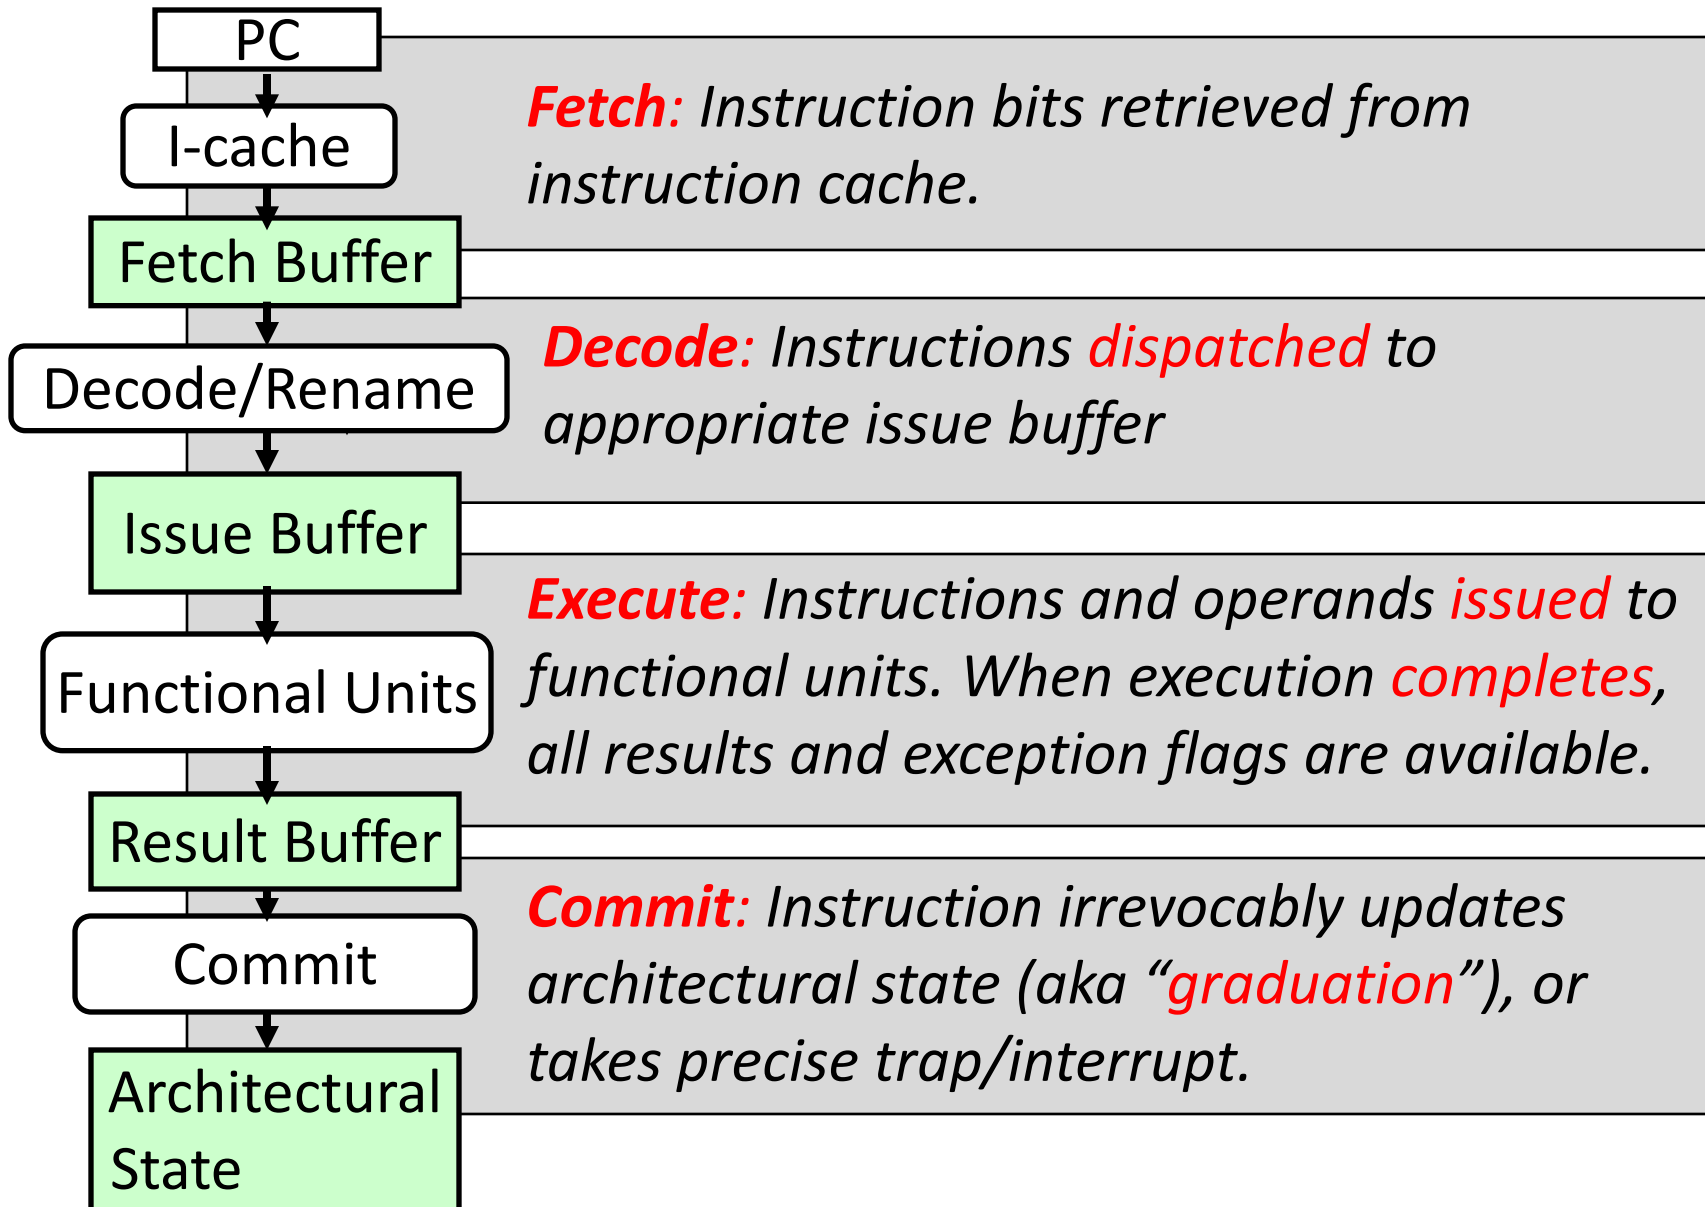 PC
I-cache
Fetch: Instruction bits retrieved from
instruction cache.
Fetch Buffer
Decode/Rename
Decode: Instructions dispatched to
appropriate issue buffer
Issue Buffer
Functional Units
Execute: Instructions and operands issued to
functional units. When execution completes,
all results and exception flags are available.
Result Buffer
Commit
Commit: Instruction irrevocably updates
architectural state (aka “graduation”), or
takes precise trap/interrupt.
Architectural
State